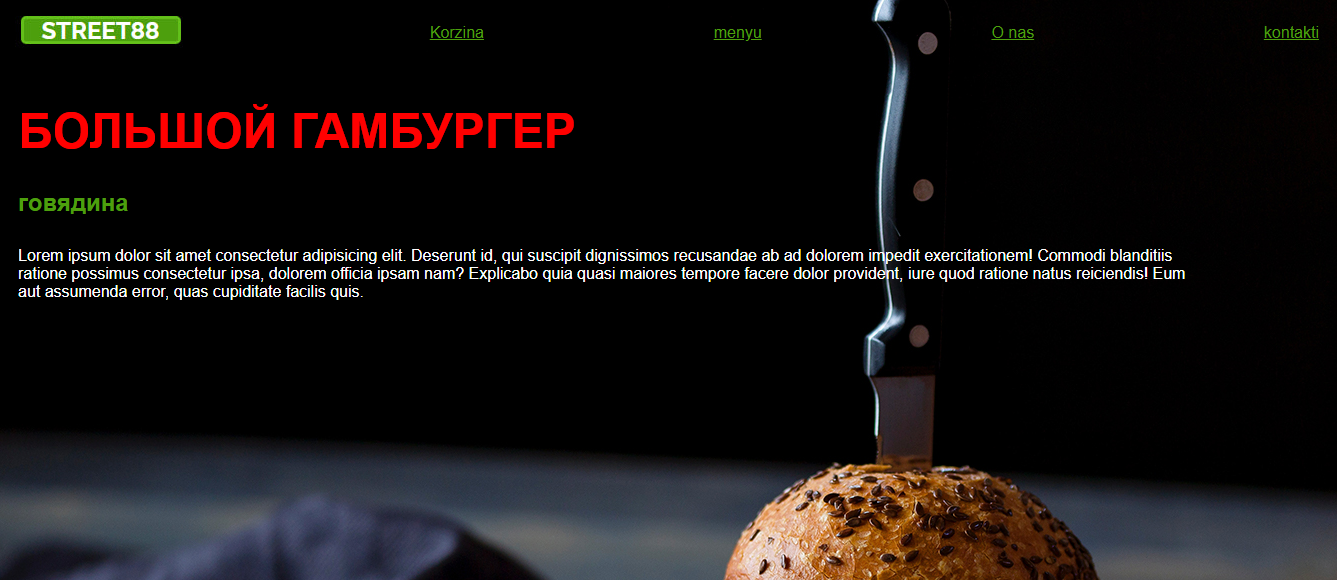 STREET88
Korzina
menyu
O nas
kontakti
БОЛЬШОЙ ГАМБУРГЕР
говядина
Lorem ipsum dolor sit amet consectetur adipisicing elit. Deserunt id, qui suscipit dignissimos recusandae ab ad dolorem impedit exercitationem! Commodi blanditiis
ratione possimus consectetur ipsa, dolorem officia ipsam nam? Explicabo quia quasi maiores tempore facere dolor provident, iure quod ratione natus reiciendis! Eum
aut assumenda error, quas cupiditate facilis quis.